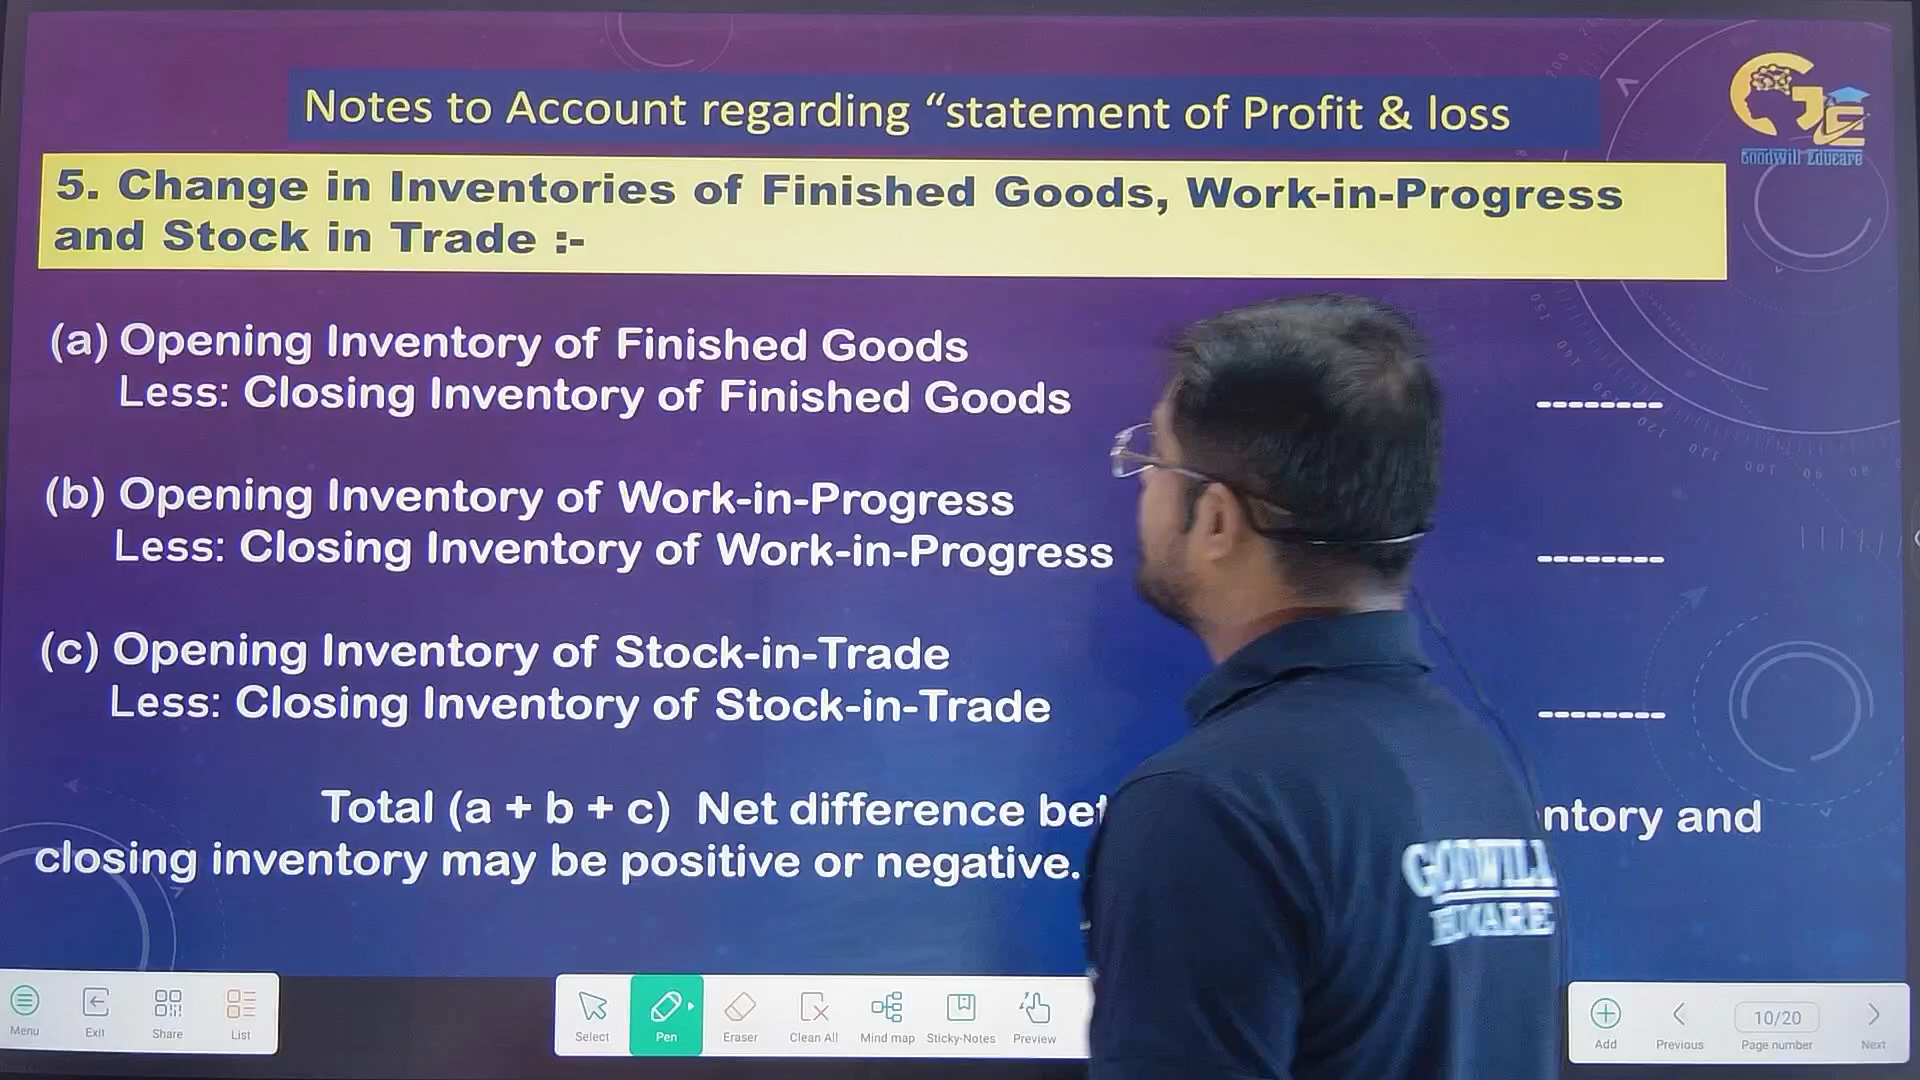 Notes to Account regarding “statement of Profit & loss
GoodWill Educare
5. Change in Inventories of Finished Goods, Work-in-Progress
and Stock in Trade :-
(a) Opening Inventory of Finished Goods
Less: Closing Inventory of Finished Goods --------
(b) Opening Inventory of Work-in-Progress
Less: Closing Inventory of Work-in-Progress --------
(c) Opening Inventory of Stock-in-Trade
Less: Closing Inventory of Stock-in-Trade --------
Total (a + b + c) Net difference and
closing inventory may be positive or negative.
Menu Exit Share List
Select Pen Eraser Clean All Mind map Sticky-Notes Preview
Add Previous 10/20 Page number Next